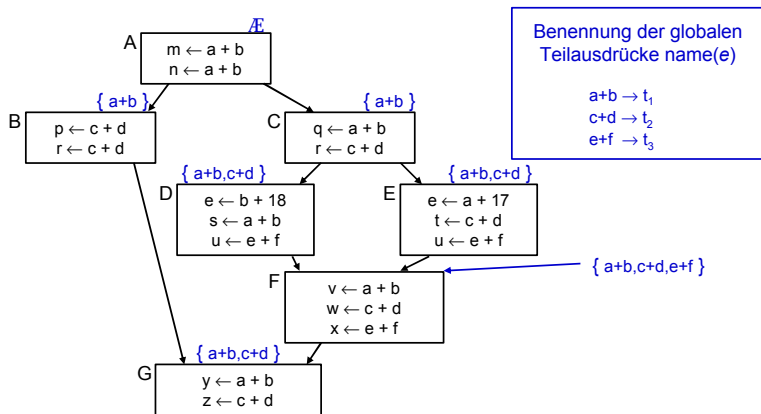 Æ
A
m ← a + b
n ← a + b
Benennung der globalen
Teilausdrücke name(e)
a+b → t₁
c+d → t₂
e+f → t₃
{ a+b }
B
p ← c + d
r ← c + d
{ a+b }
C
q ← a + b
r ← c + d
{ a+b,c+d }
D
e ← b + 18
s ← a + b
u ← e + f
{ a+b,c+d }
E
e ← a + 17
t ← c + d
u ← e + f
{ a+b,c+d,e+f }
F
v ← a + b
w ← c + d
x ← e + f
{ a+b,c+d }
G
y ← a + b
z ← c + d